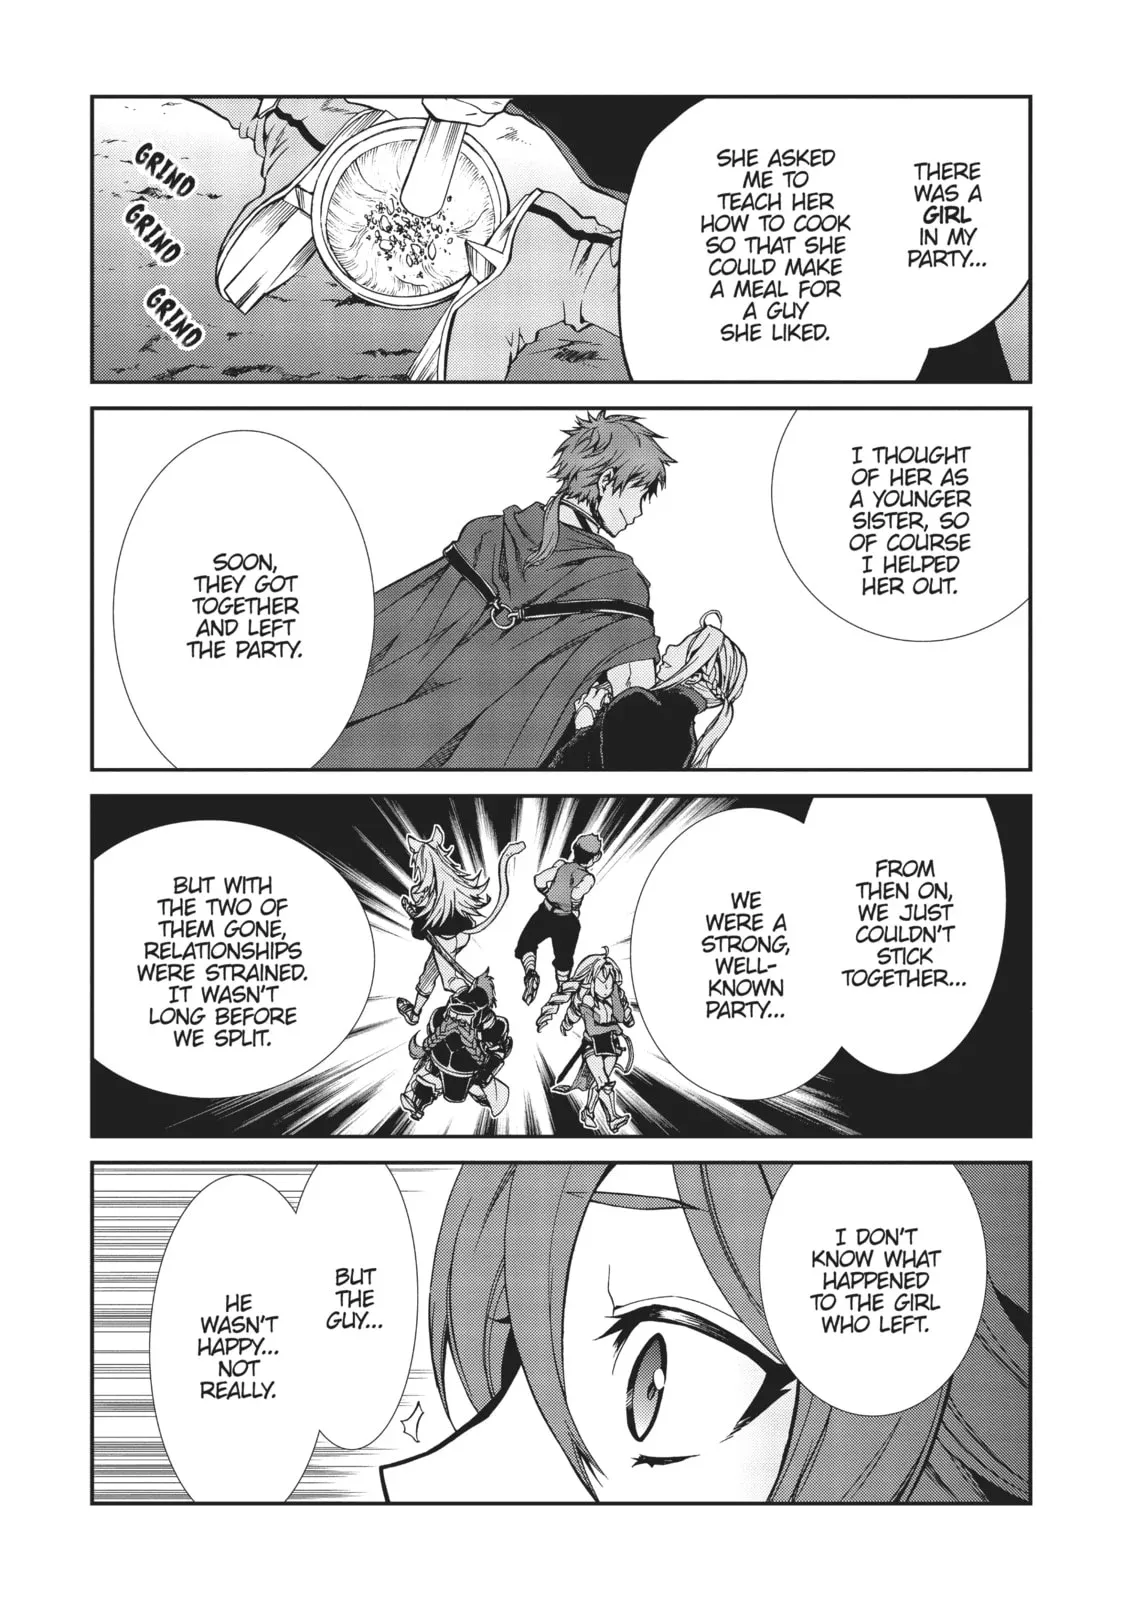 THERE
WAS A
GIRL
IN MY
PARTY...
SHE ASKED
ME TO
TEACH HER
HOW TO COOK
SO THAT SHE
COULD MAKE
A MEAL FOR
A GUY
SHE LIKED.
GRIND
GRIND
GRIND
I THOUGHT
OF HER AS
A YOUNGER
SISTER, SO
OF COURSE
I HELPED
HER OUT.
SOON,
THEY GOT
TOGETHER
AND LEFT
THE PARTY.
FROM
THEN ON,
WE JUST
COULDN'T
STICK
TOGETHER...
WE
WERE A
STRONG,
WELL-
KNOWN
PARTY...
BUT WITH
THE TWO OF
THEM GONE,
RELATIONSHIPS
WERE STRAINED.
IT WASN'T
LONG BEFORE
WE SPLIT.
I DON'T
KNOW WHAT
HAPPENED
TO THE GIRL
WHO LEFT.
BUT
THE
GUY...
HE
WASN'T
HAPPY...
NOT
REALLY.